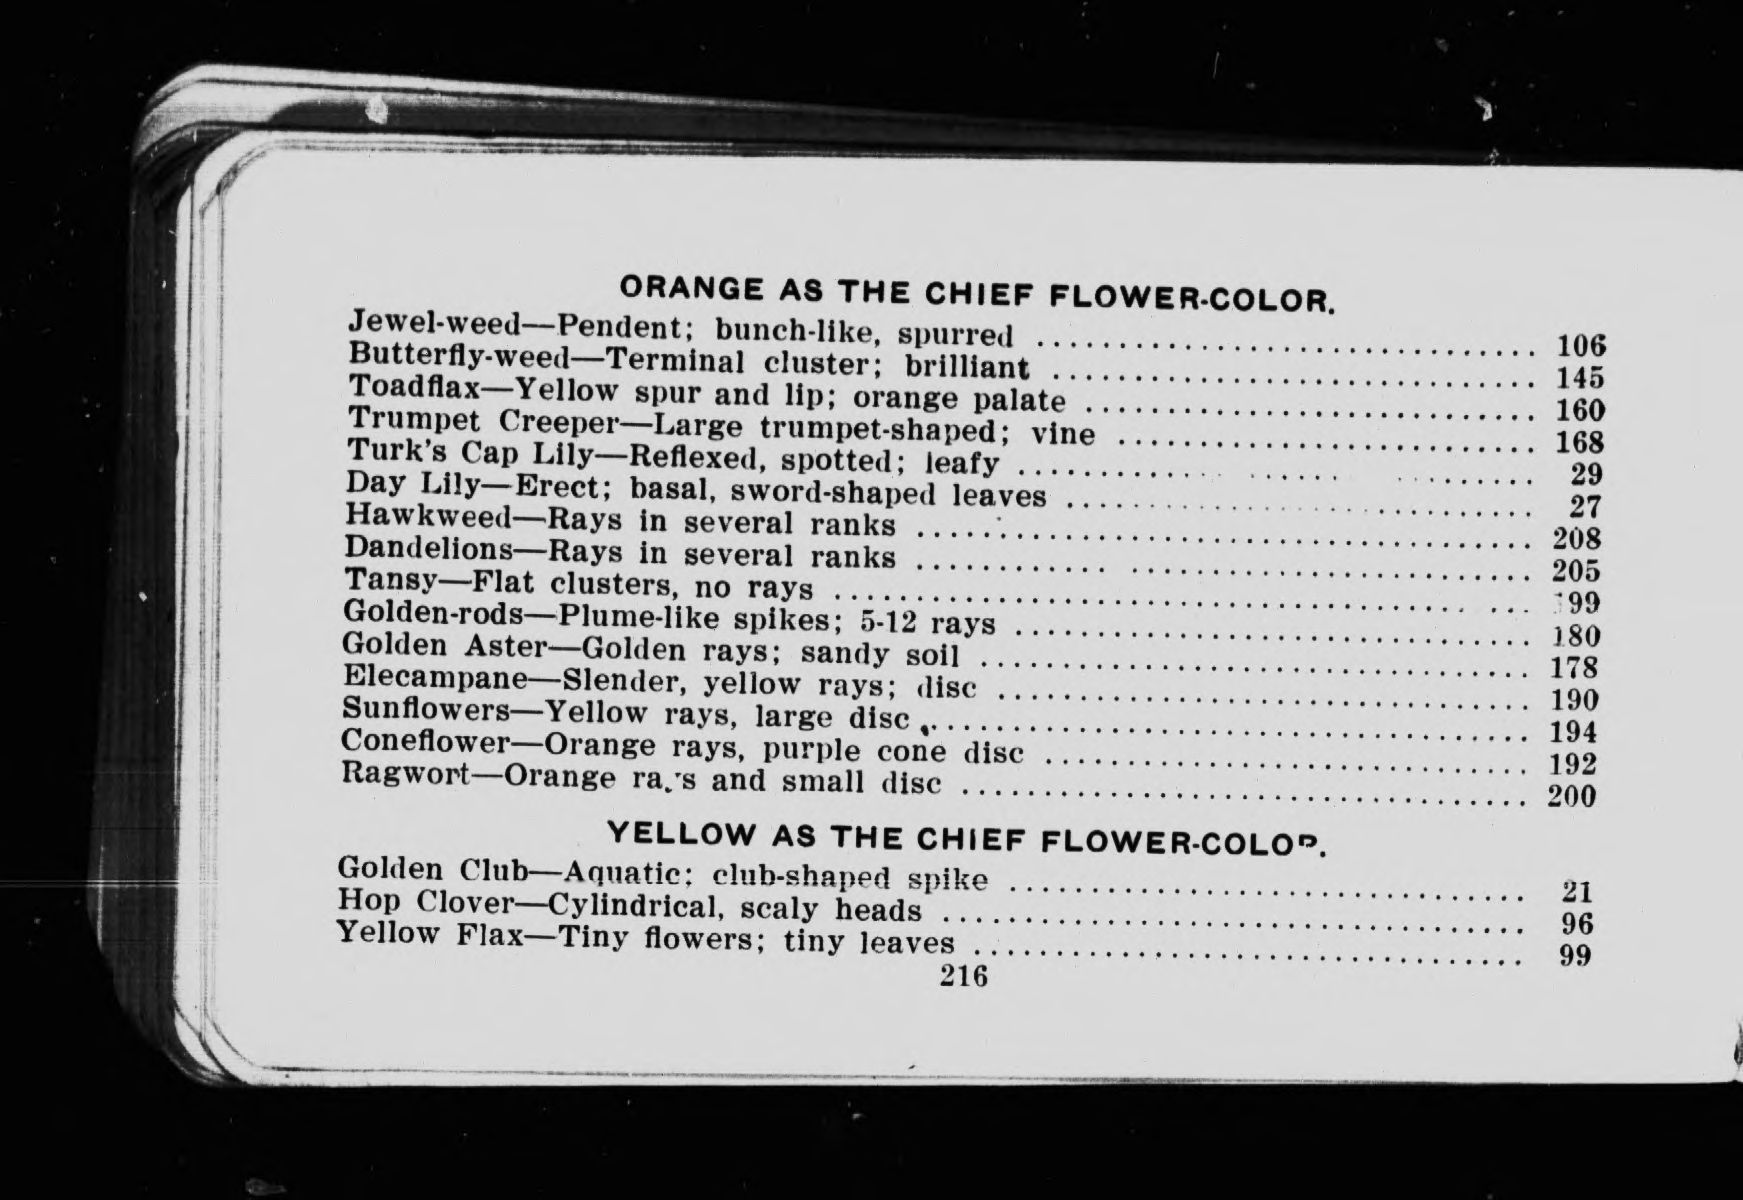 ORANGE AS THE CHIEF FLOWER-COLOR.
Jewel-weed—Pendent; bunch-like, spurred ............................... 106
Butterfly-weed—Terminal cluster; brilliant .............................. 145
Toadflax—Yellow spur and lip; orange palate ............................ 160
Trumpet Creeper—Large trumpet-shaped; vine .......................... 168
Turk's Cap Lily—Reflexed, spotted; leafy ................................ 29
Day Lily—Erect; basal, sword-shaped leaves ............................. 27
Hawkweed—Rays in several ranks ...................................... 208
Dandelions—Rays in several ranks ...................................... 205
Tansy—Flat clusters, no rays ........................................... 199
Golden-rods—Plume-like spikes; 5-12 rays ................................ 180
Golden Aster—Golden rays; sandy soil .................................. 178
Elecampane—Slender, yellow rays; disc ................................. 190
Sunflowers—Yellow rays, large disc ..................................... 194
Coneflower—Orange rays, purple cone disc .............................. 192
Ragwort—Orange rays and small disc ................................... 200
YELLOW AS THE CHIEF FLOWER-COLOR.
Golden Club—Aquatic; club-shaped spike ................................ 21
Hop Clover—Cylindrical, scaly heads .................................... 96
Yellow Flax—Tiny flowers; tiny leaves .................................. 99
216